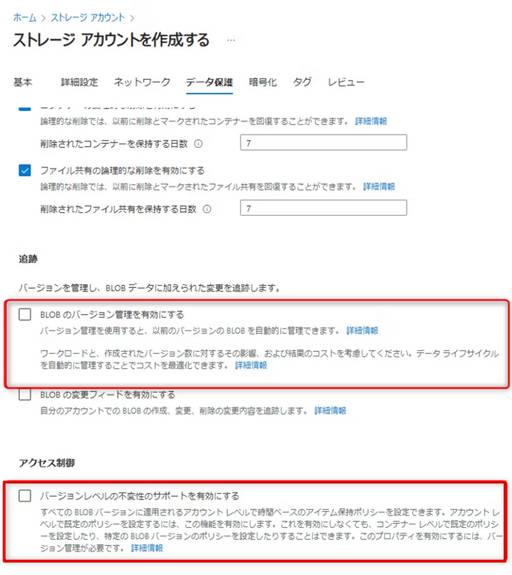 ホーム > ストレージ アカウント >
ストレージ アカウントを作成する ...
基本 詳細設定 ネットワーク データ保護 暗号化 タグ レビュー
論理的な削除では、以前に削除とマークされたコンテナーを回復することができます。 詳細情報
削除されたコンテナーを保持する日数 7
ファイル共有の論理的な削除を有効にする
論理的な削除では、以前に削除とマークされたファイル共有を回復することができます。 詳細情報
削除されたファイル共有を保持する日数 7
追跡
バージョンを管理し、BLOB データに加えられた変更を追跡します。
BLOB のバージョン管理を有効にする
バージョン管理を使用すると、以前のバージョンの BLOB を自動的に管理できます。 詳細情報
ワークロードと、作成されたバージョン数に対するその影響、および結果のコストを考慮してください。データ ライフサイクル
を自動的に管理することでコストを最適化できます。 詳細情報
BLOB の変更フィードを有効にする
自分のアカウントでの BLOB の作成、変更、削除の変更内容を追跡します。 詳細情報
アクセス制御
バージョンレベルの不変性のサポートを有効にする
すべての BLOB バージョンに適用されるアカウント レベルで時間ベースのアイテム保持ポリシーを設定できます。アカウント レ
ベルで既定のポリシーを設定するには、この機能を有効にします。これを有効にしなくても、コンテナー レベルで既定のポリシ
ーを設定したり、特定の BLOB バージョンのポリシーを設定したりすることができます。このプロパティを有効にするには、バー
ジョン管理が必要です。 詳細情報